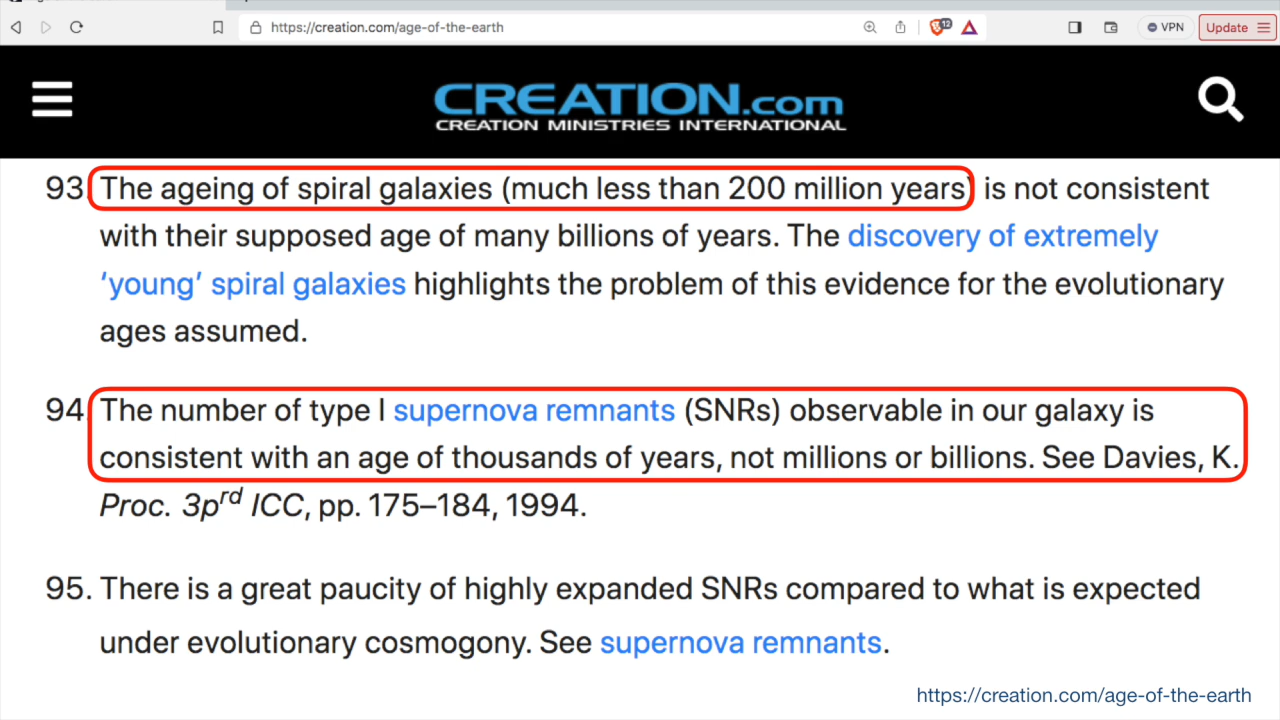 https://creation.com/age-of-the-earth
12
VPN
Update
CREATION.com
CREATION MINISTRIES INTERNATIONAL
93. The ageing of spiral galaxies (much less than 200 million years) is not consistent
with their supposed age of many billions of years. The discovery of extremely
‘young’ spiral galaxies highlights the problem of this evidence for the evolutionary
ages assumed.
94. The number of type I supernova remnants (SNRs) observable in our galaxy is
consistent with an age of thousands of years, not millions or billions. See Davies, K.
Proc. 3prd ICC, pp. 175–184, 1994.
95. There is a great paucity of highly expanded SNRs compared to what is expected
under evolutionary cosmogony. See supernova remnants.
https://creation.com/age-of-the-earth